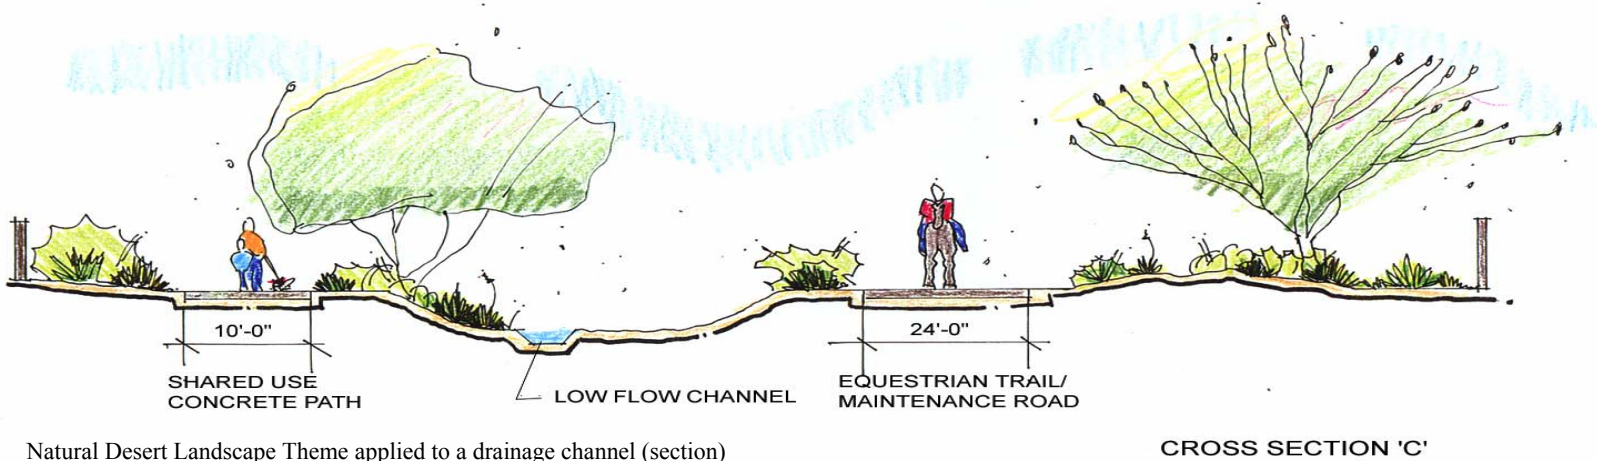 10'-0"
24'-0"
SHARED USE
CONCRETE PATH
LOW FLOW CHANNEL
EQUESTRIAN TRAIL/
MAINTENANCE ROAD
Natural Desert Landscape Theme applied to a drainage channel (section)
CROSS SECTION 'C'